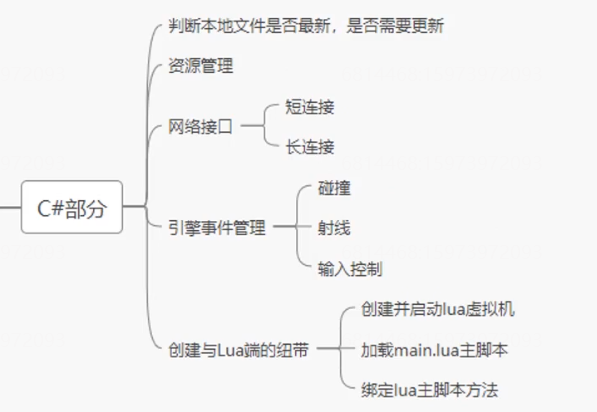 C#部分
判断本地文件是否最新，是否需要更新
资源管理
网络接口
短连接
长连接
引擎事件管理
碰撞
射线
输入控制
创建与Lua端的纽带
创建并启动lua虚拟机
加载main.lua主脚本
绑定lua主脚本方法